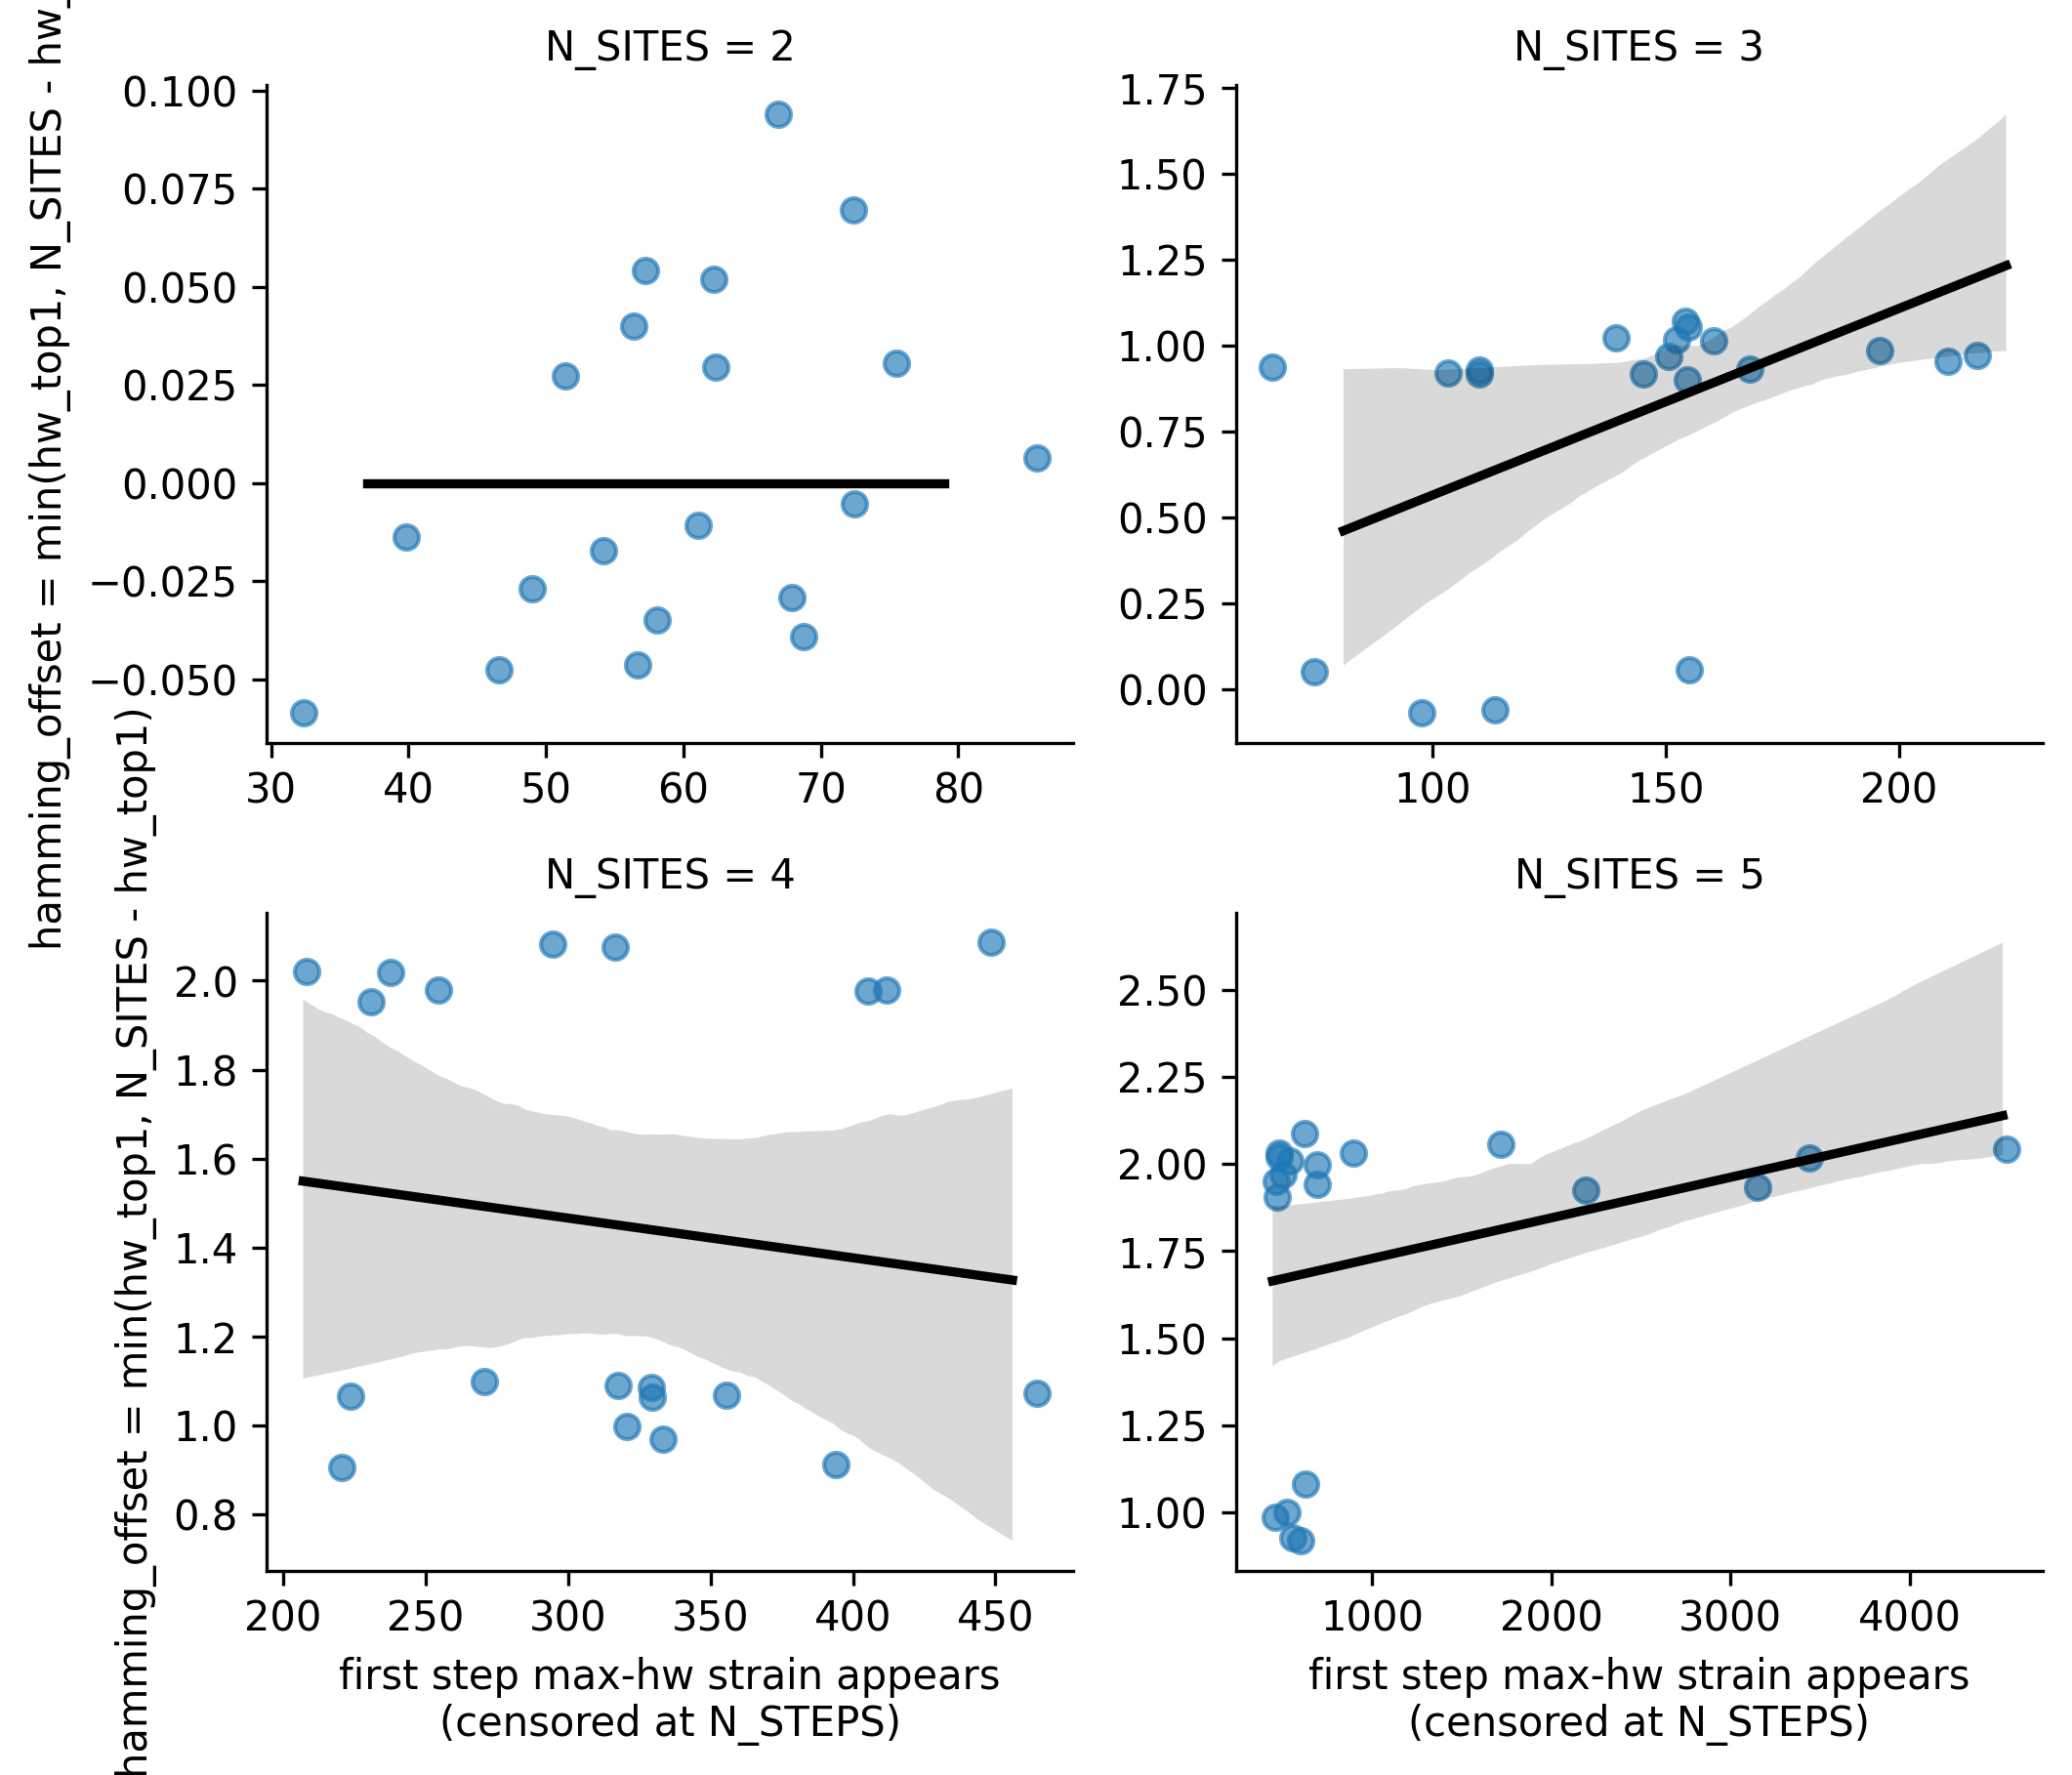 N_SITES = 2
N_SITES = 3
hamming_offset = min(hw_top1, N_SITES - hw_
0.100
0.075
0.050
0.025
0.000
−0.025
−0.050
30 40 50 60 70 80
1.75
1.50
1.25
1.00
0.75
0.50
0.25
0.00
100 150 200
N_SITES = 4
N_SITES = 5
hamming_offset = min(hw_top1, N_SITES - hw_top1)
2.0
1.8
1.6
1.4
1.2
1.0
0.8
200 250 300 350 400 450
first step max-hw strain appears
(censored at N_STEPS)
2.50
2.25
2.00
1.75
1.50
1.25
1.00
1000 2000 3000 4000
first step max-hw strain appears
(censored at N_STEPS)